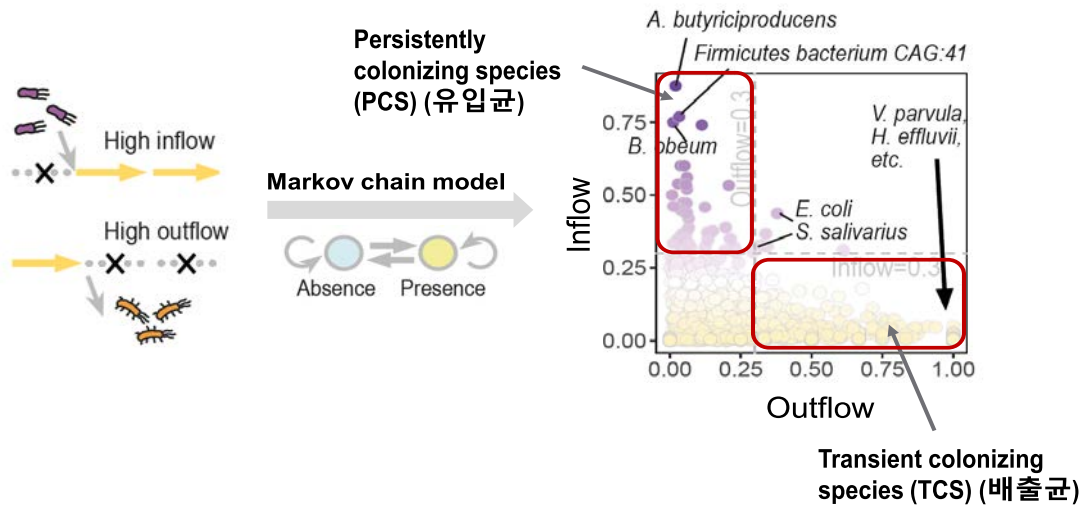 High inflow
High outflow
Markov chain model
Absence
Presence
Persistently
colonizing species
(PCS) (유입균)
A. butyriciproducens
Firmicutes bacterium CAG:41
B. obeum
V. parvula,
H. effluvii,
etc.
E. coli
S. salivarius
Outflow=0.3
Inflow=0.3
Inflow
0.75
0.50
0.25
0.00
0.00
0.25
0.50
0.75
1.00
Outflow
Transient colonizing
species (TCS) (배출균)